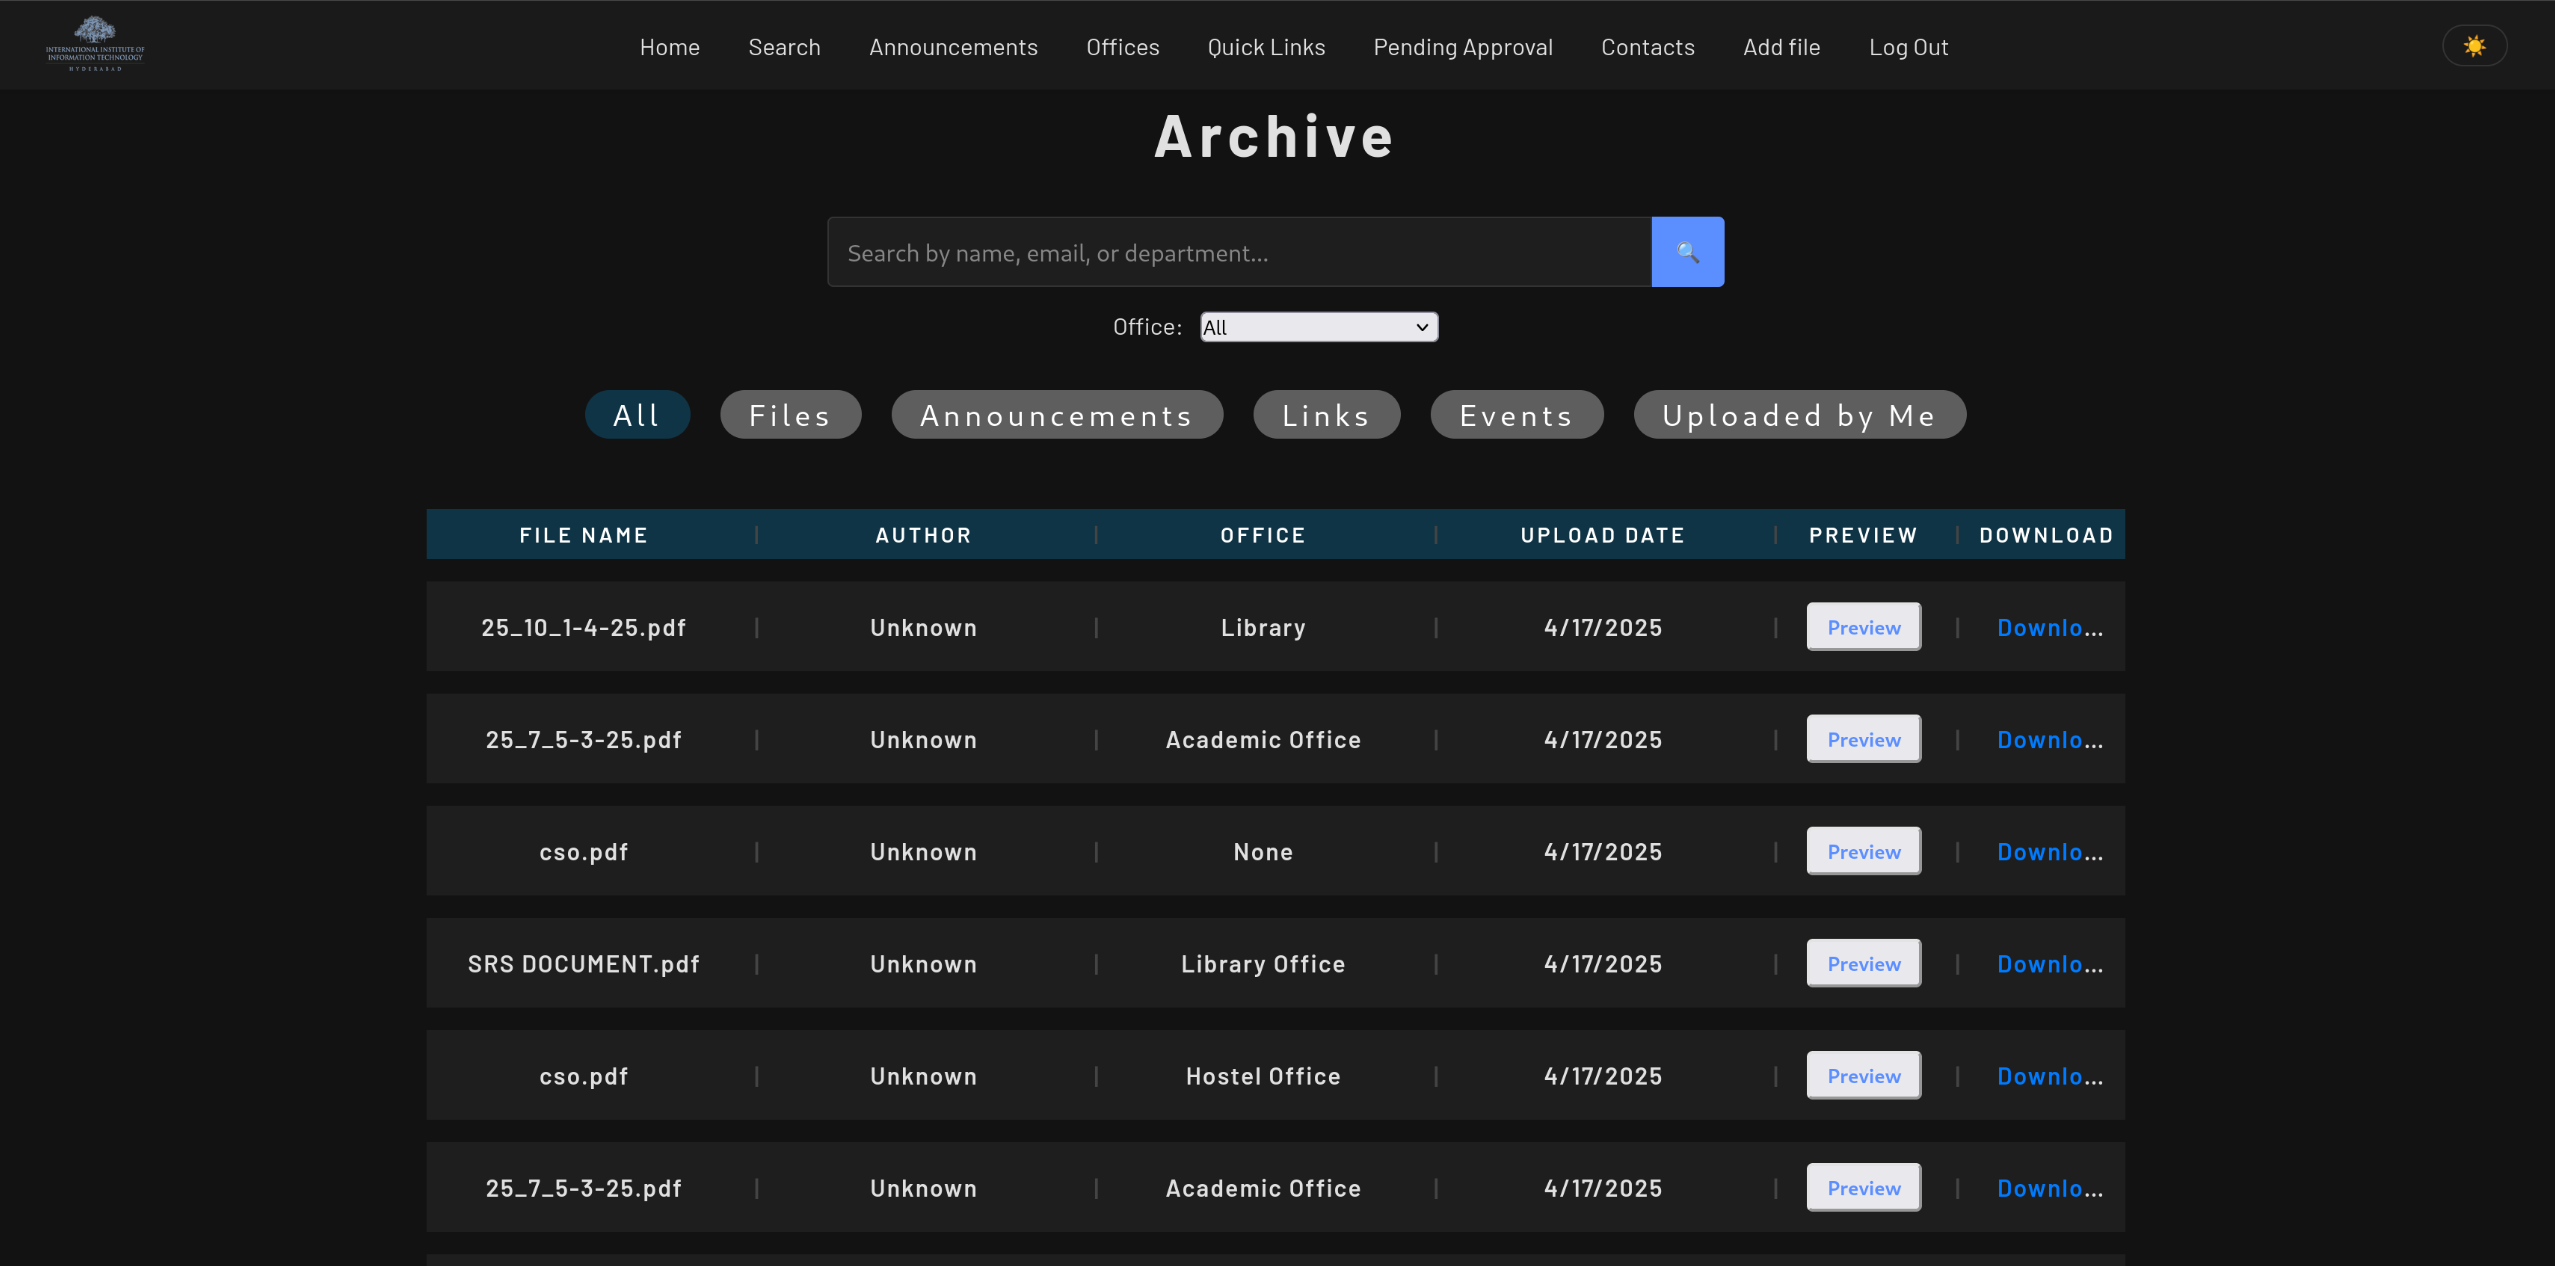 INTERNATIONAL INSTITUTE OF
INFORMATION TECHNOLOGY
HYDERABAD
Home Search Announcements Offices Quick Links Pending Approval Contacts Add file Log Out
Archive
Search by name, email, or department...
Office: All
All Files Announcements Links Events Uploaded by Me
FILE NAME | AUTHOR | OFFICE | UPLOAD DATE | PREVIEW | DOWNLOAD
25_10_1-4-25.pdf | Unknown | Library | 4/17/2025 | Preview | Downlo...
25_7_5-3-25.pdf | Unknown | Academic Office | 4/17/2025 | Preview | Downlo...
cso.pdf | Unknown | None | 4/17/2025 | Preview | Downlo...
SRS DOCUMENT.pdf | Unknown | Library Office | 4/17/2025 | Preview | Downlo...
cso.pdf | Unknown | Hostel Office | 4/17/2025 | Preview | Downlo...
25_7_5-3-25.pdf | Unknown | Academic Office | 4/17/2025 | Preview | Downlo...